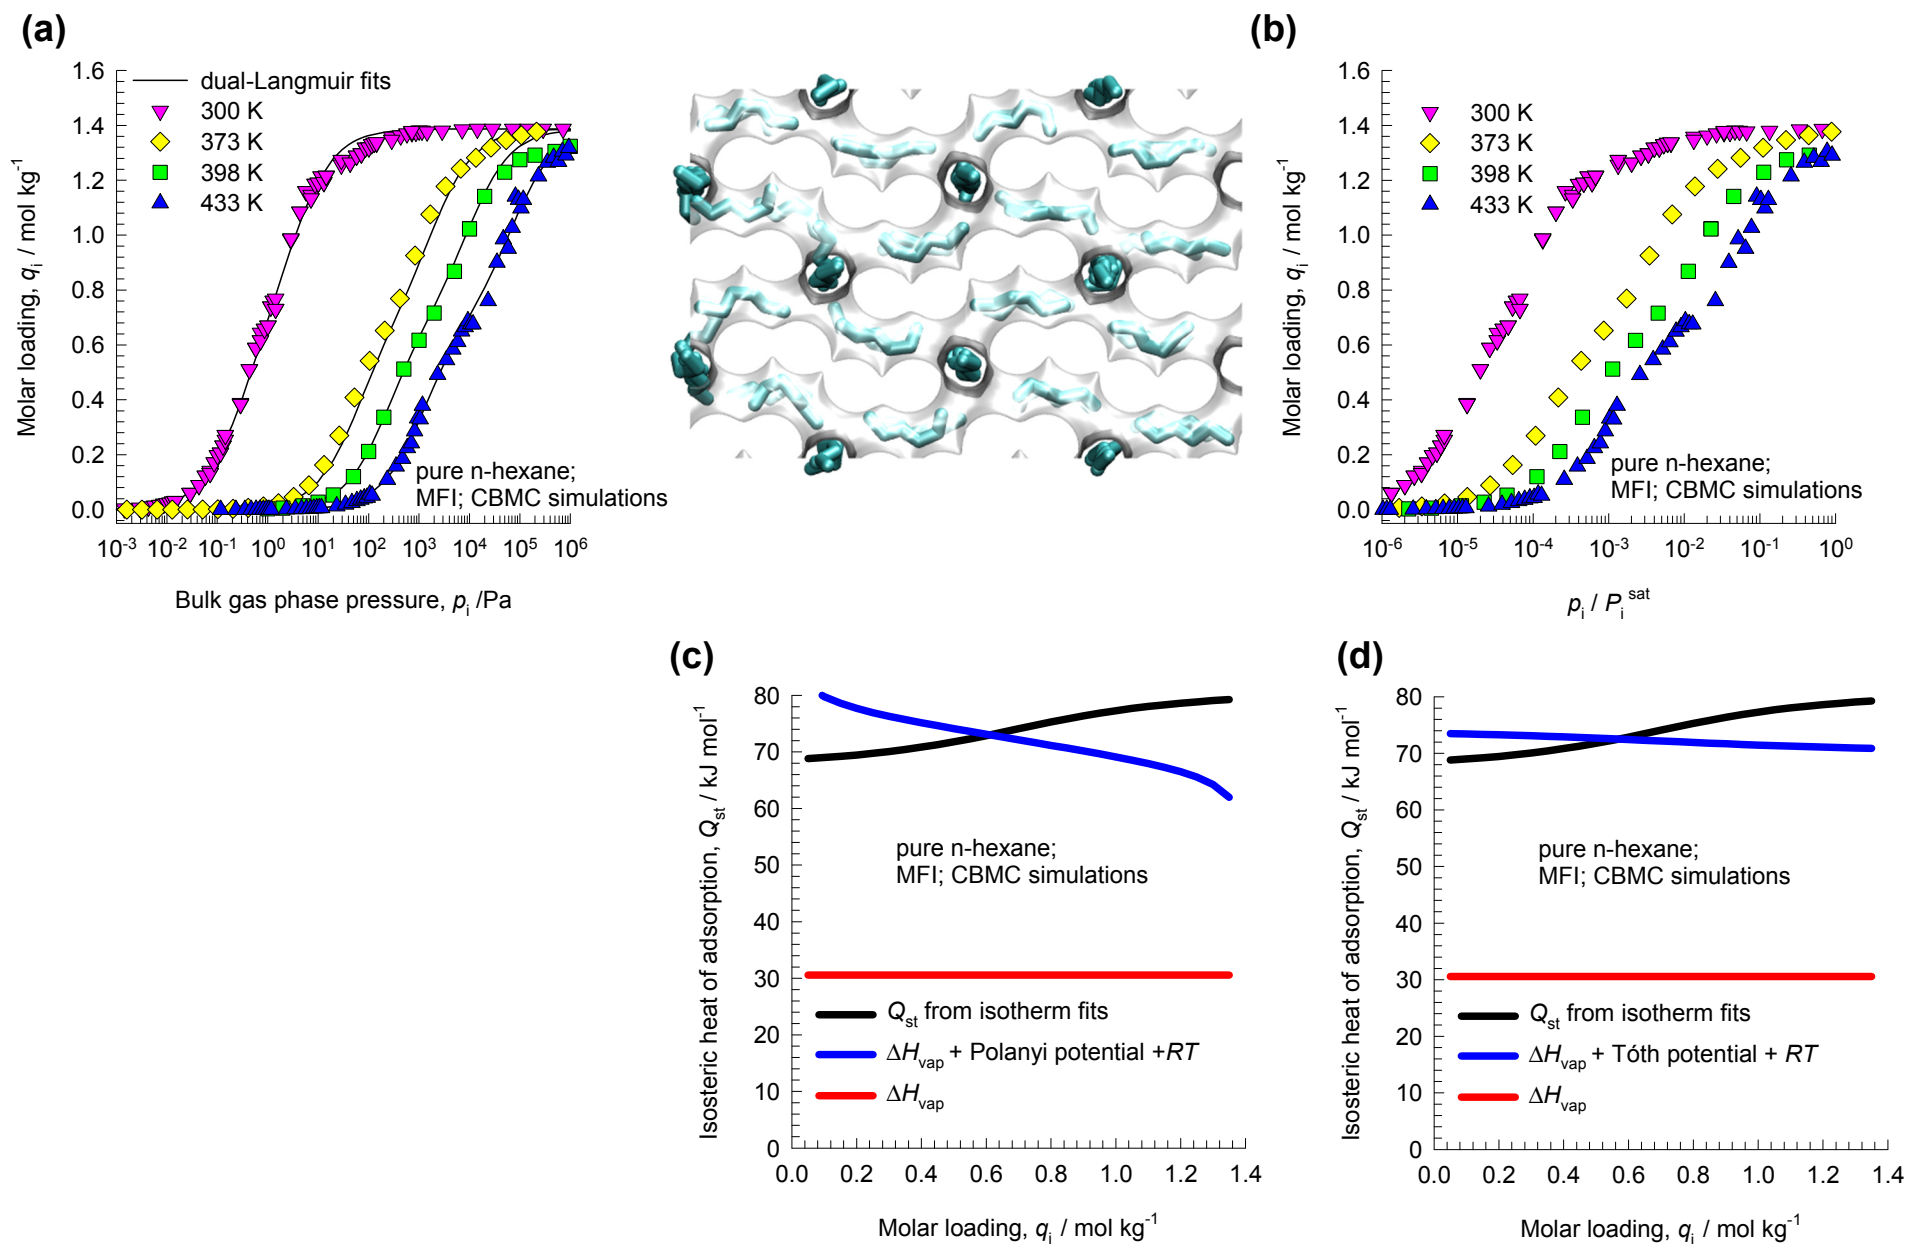 (a)
1.6
1.4
1.2
1.0
0.8
0.6
0.4
0.2
0.0
Molar loading, qi / mol kg-1
dual-Langmuir fits
300 K
373 K
398 K
433 K
pure n-hexane;
MFI; CBMC simulations
10-3 10-2 10-1 100 101 102 103 104 105 106
Bulk gas phase pressure, pi /Pa
(b)
1.6
1.4
1.2
1.0
0.8
0.6
0.4
0.2
0.0
Molar loading, qi / mol kg-1
300 K
373 K
398 K
433 K
pure n-hexane;
MFI; CBMC simulations
10-6 10-5 10-4 10-3 10-2 10-1 100
pi / Pi sat
(c)
80
70
60
50
40
30
20
10
0
Isosteric heat of adsorption, Qst / kJ mol-1
pure n-hexane;
MFI; CBMC simulations
Qst from isotherm fits
ΔHvap + Polanyi potential +RT
ΔHvap
0.0 0.2 0.4 0.6 0.8 1.0 1.2 1.4
Molar loading, qi / mol kg-1
(d)
80
70
60
50
40
30
20
10
0
Isosteric heat of adsorption, Qst / kJ mol-1
pure n-hexane;
MFI; CBMC simulations
Qst from isotherm fits
ΔHvap + Tóth potential + RT
ΔHvap
0.0 0.2 0.4 0.6 0.8 1.0 1.2 1.4
Molar loading, qi / mol kg-1